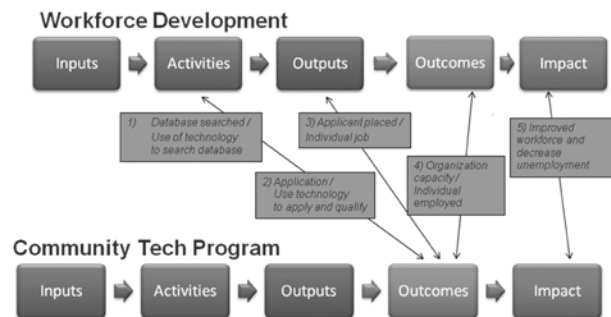 Workforce Development
Inputs
Activities
Outputs
Outcomes
Impact
1) Database searched /
Use of technology
to search database
3) Applicant placed /
Individual job
5) Improved
workforce and
decrease
unemployment
4) Organization
capacity /
Individual
employed
2) Application /
Use technology
to apply and qualify
Community Tech Program
Inputs
Activities
Outputs
Outcomes
Impact